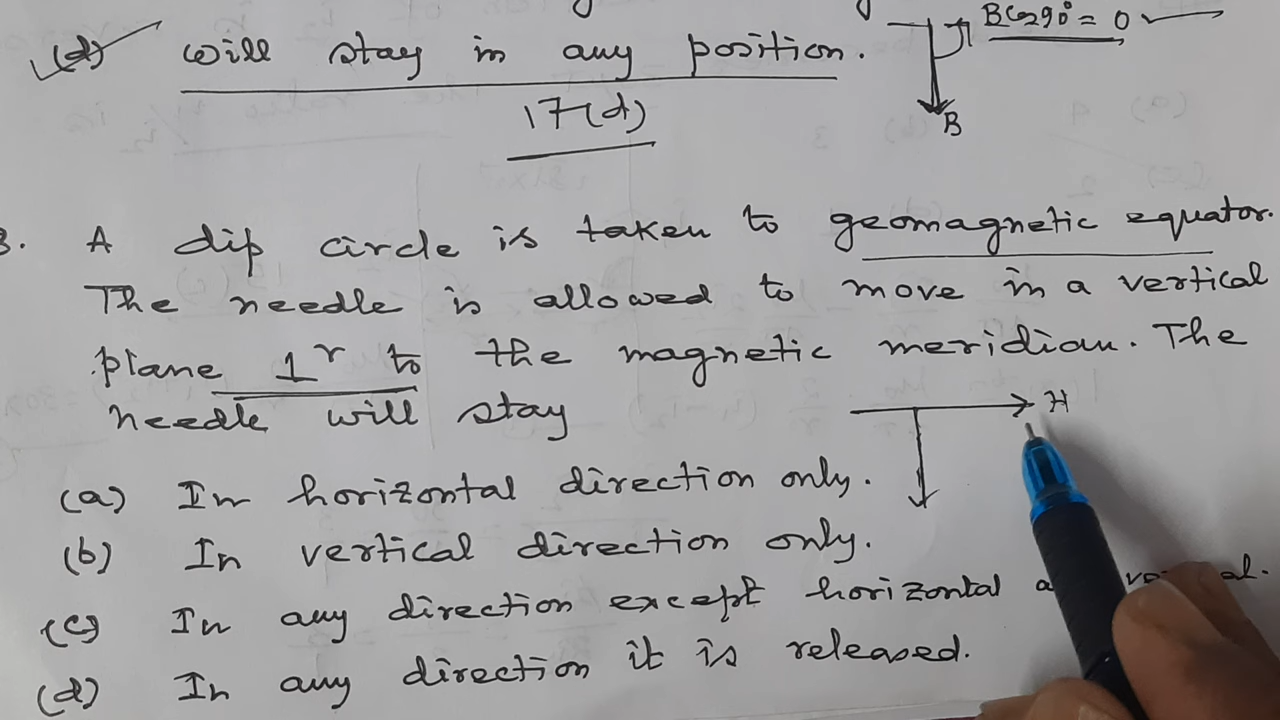 (d) will stay in any position.
B Cos 90° = 0
B
17(d)
3. A dip circle is taken to geomagnetic equator.
The needle is allowed to move in a vertical
plane 1r to the magnetic meridian. The
needle will stay
H
(a) In horizontal direction only.
(b) In vertical direction only.
(c) In any direction except horizontal
(d) In any direction it is released.